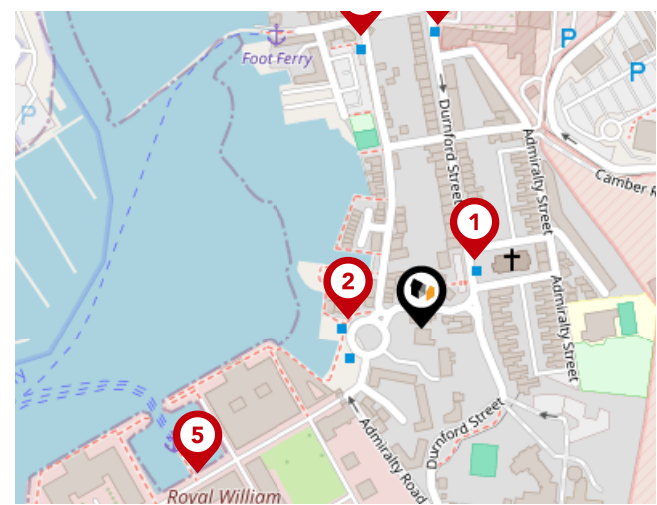 P
Foot Ferry
P
P
Durnford Street
Admiralty Street
Camber R
1
2
Admiralty Street
5
Durnford Street
Admiralty Road
Royal William